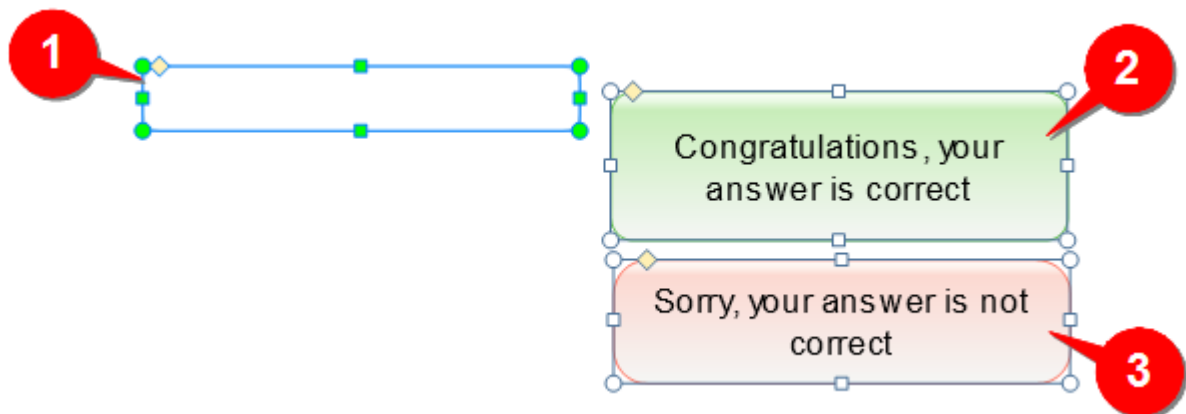 1
2
Congratulations, your
answer is correct
Sorry, your answer is not
correct
3